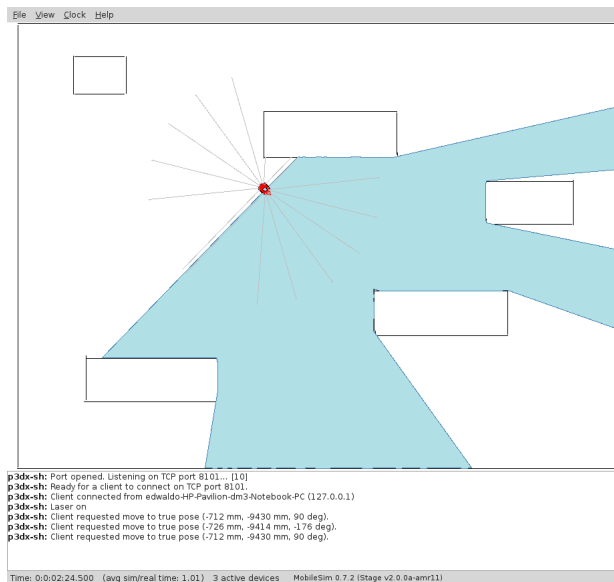 File View Clock Help
p3dx-sh: Port opened. Listening on TCP port 8101... [10]
p3dx-sh: Ready for a client to connect on TCP port 8101.
p3dx-sh: Client connected from edwaldo-HP-Pavilion-dm3-Notebook-PC (127.0.0.1)
p3dx-sh: Laser on
p3dx-sh: Client requested move to true pose (-712 mm, -9430 mm, 90 deg).
p3dx-sh: Client requested move to true pose (-726 mm, -9414 mm, -176 deg).
p3dx-sh: Client requested move to true pose (-712 mm, -9430 mm, 90 deg).
Time: 0:0:02:24.500 (avg sim/real time: 1.01) 3 active devices MobileSim 0.7.2 (Stage v2.0.0a-amr11)